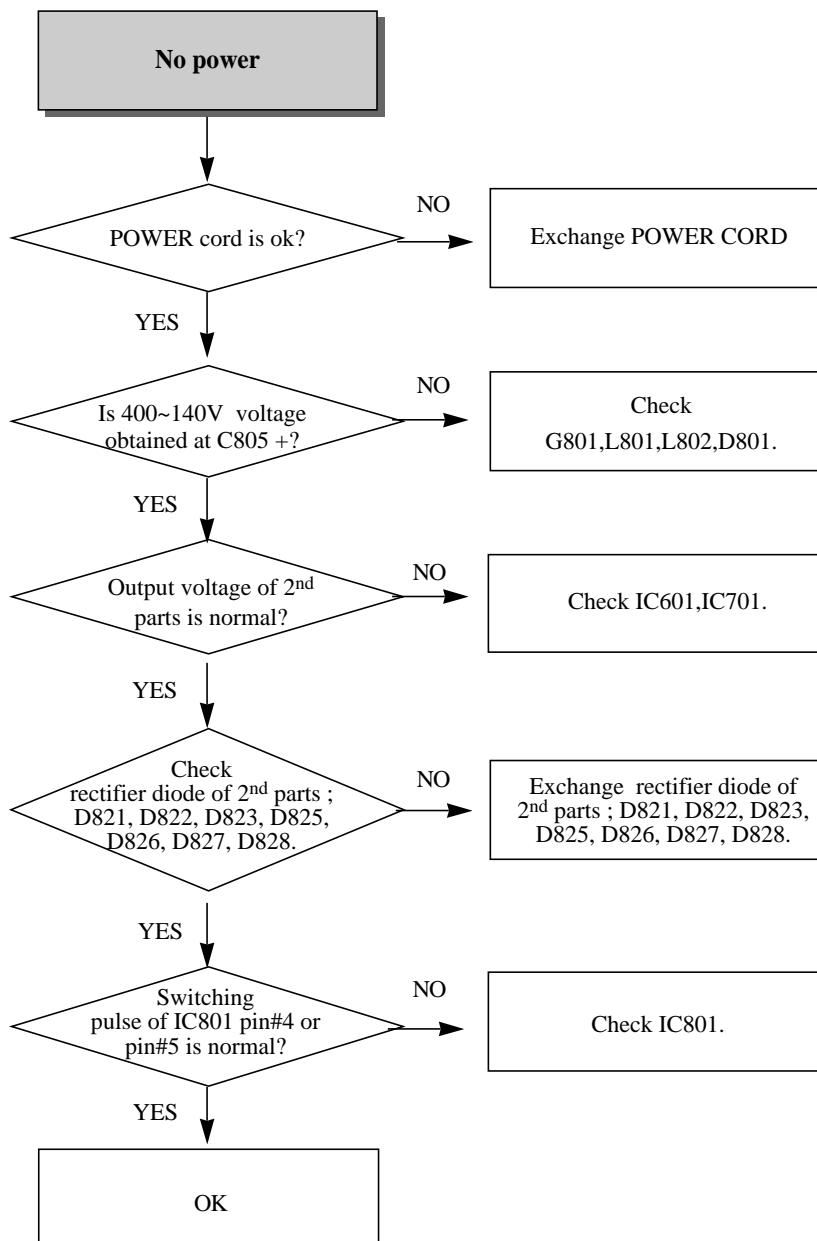 No power
POWER cord is ok?
NO
Exchange POWER CORD
YES
Is 400~140V voltage
obtained at C805 +?
NO
Check
G801,L801,L802,D801.
YES
Output voltage of 2nd
parts is normal?
NO
Check IC601,IC701.
YES
Check
rectifier diode of 2nd parts ;
D821, D822, D823, D825,
D826, D827, D828.
NO
Exchange rectifier diode of
2nd parts ; D821, D822, D823,
D825, D826, D827, D828.
YES
Switching
pulse of IC801 pin#4 or
pin#5 is normal?
NO
Check IC801.
YES
OK